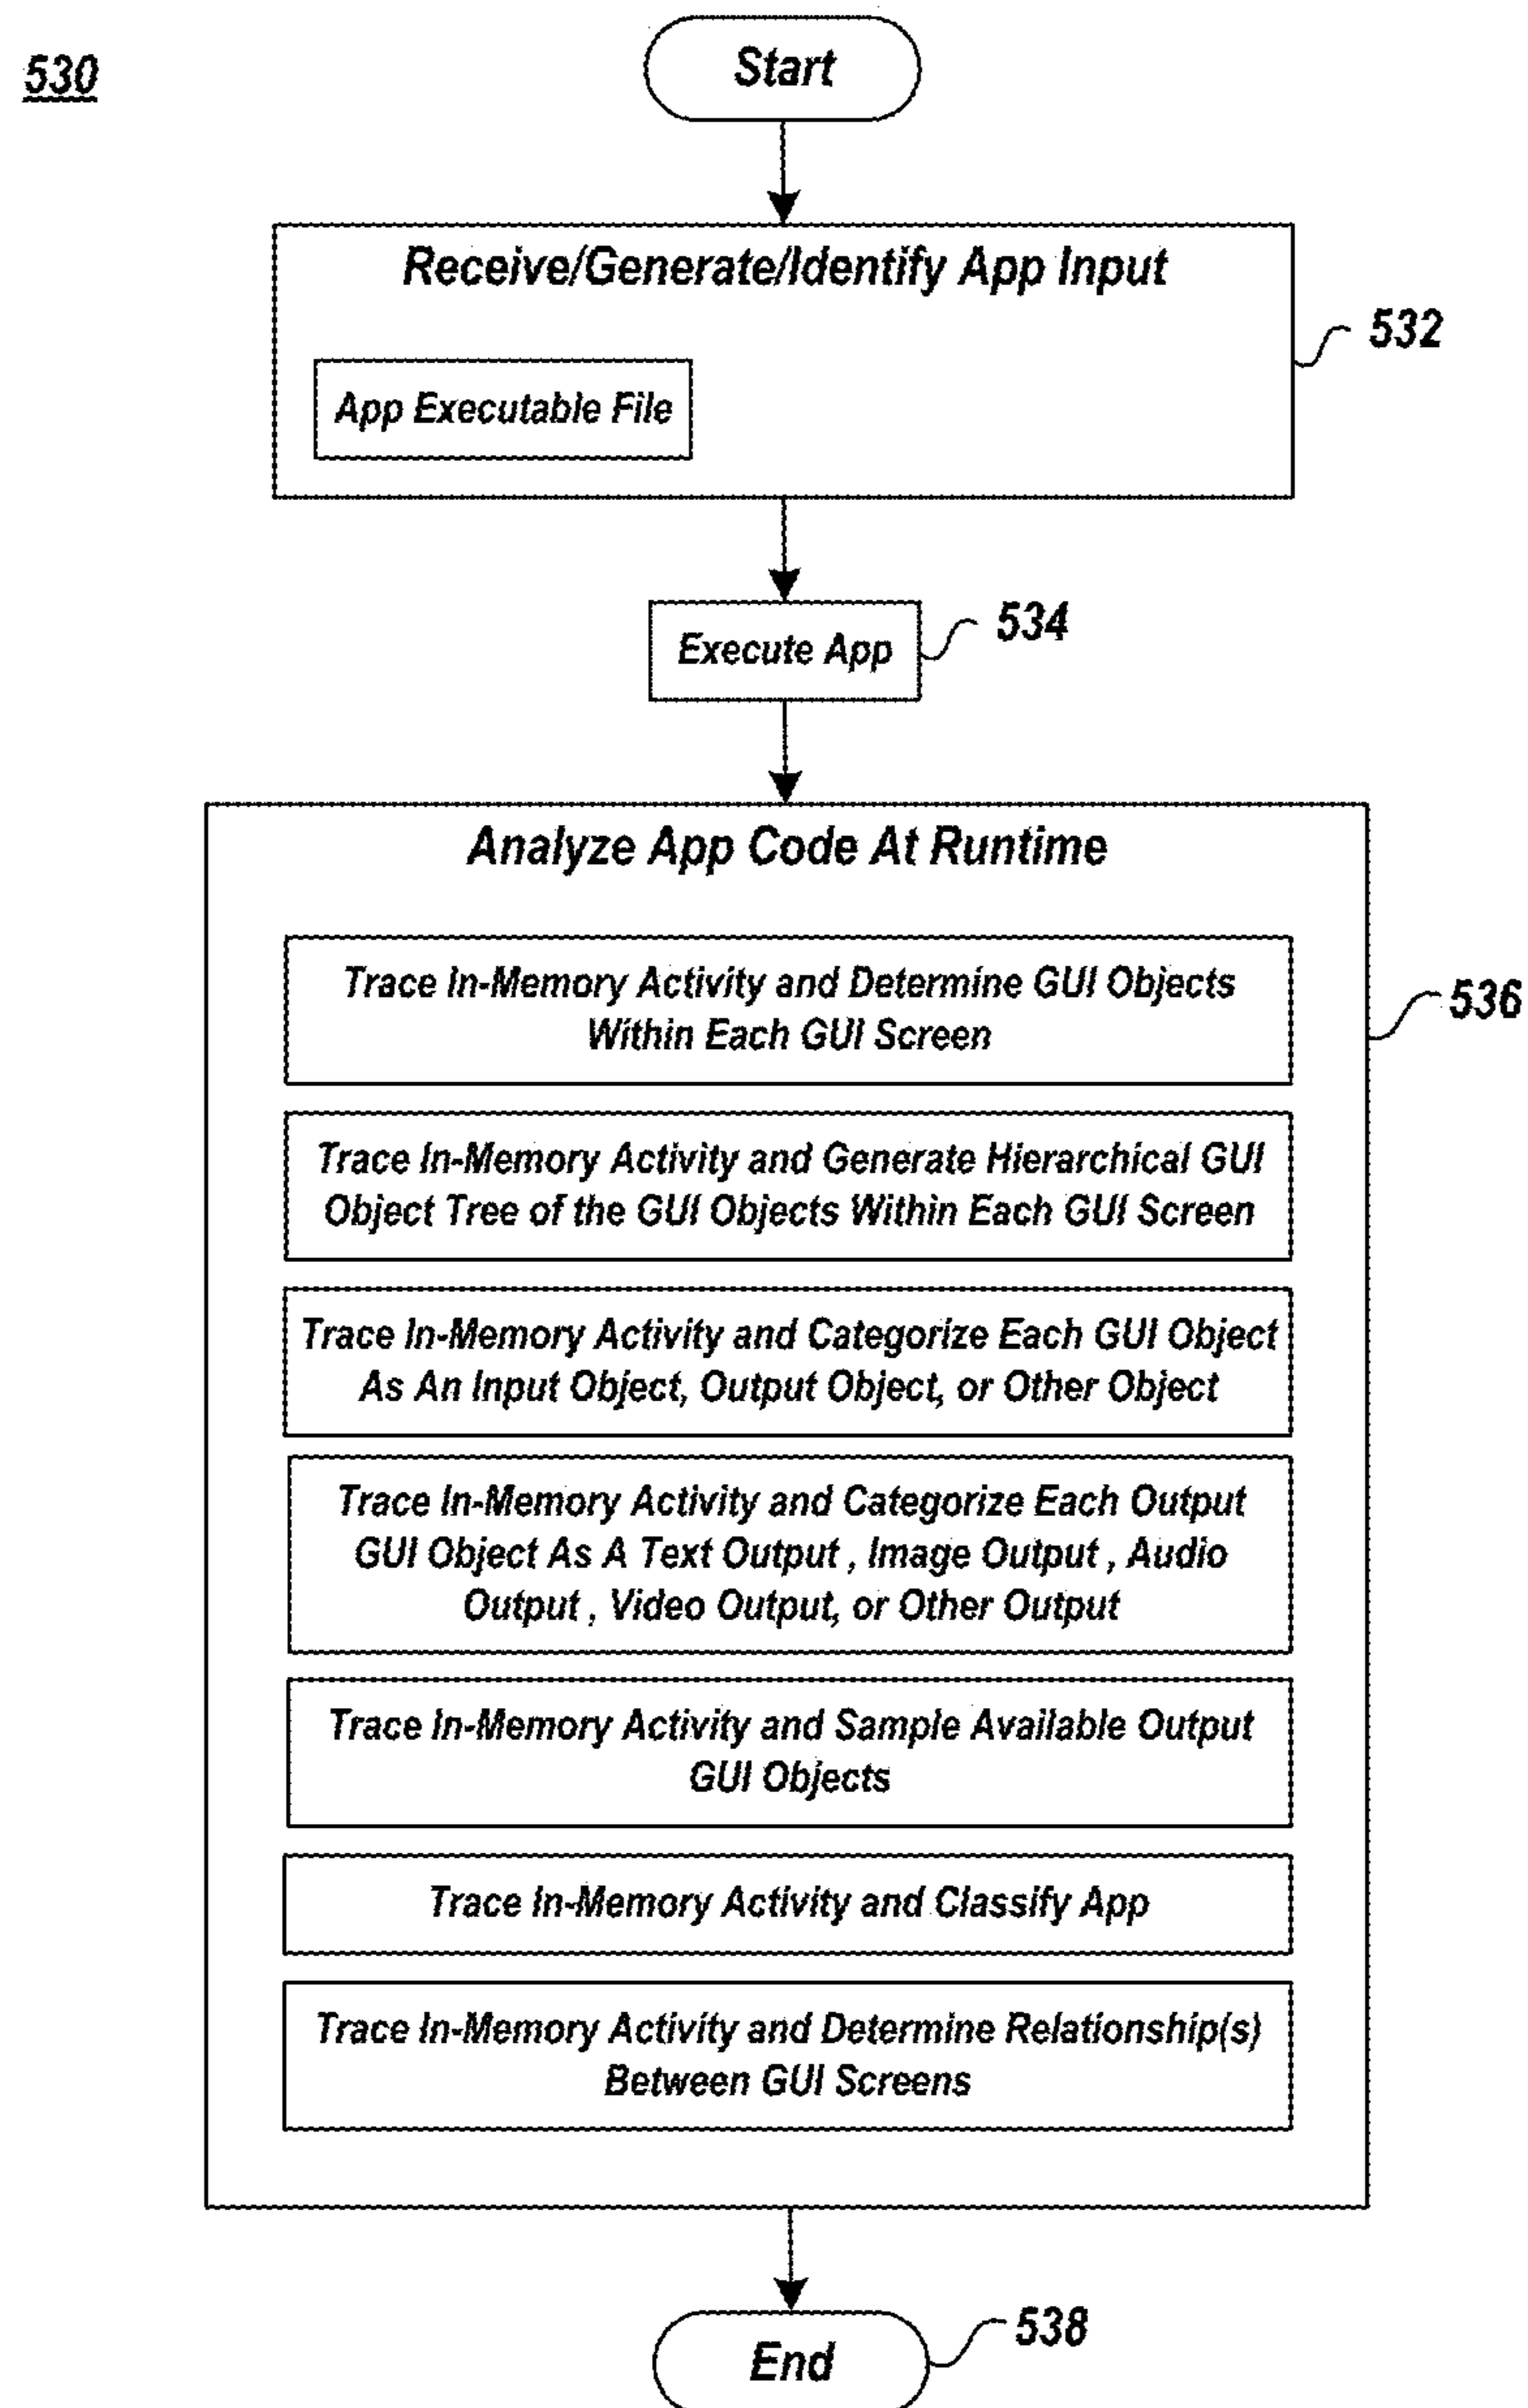 530
Start
Receive/Generate/Identify App Input
532
App Executable File
Execute App
534
Analyze App Code At Runtime
Trace In-Memory Activity and Determine GUI Objects
Within Each GUI Screen
536
Trace In-Memory Activity and Generate Hierarchical GUI
Object Tree of the GUI Objects Within Each GUI Screen
Trace In-Memory Activity and Categorize Each GUI Object
As An Input Object, Output Object, or Other Object
Trace In-Memory Activity and Categorize Each Output
GUI Object As A Text Output , Image Output , Audio
Output , Video Output, or Other Output
Trace In-Memory Activity and Sample Available Output
GUI Objects
Trace In-Memory Activity and Classify App
Trace In-Memory Activity and Determine Relationship(s)
Between GUI Screens
End
538